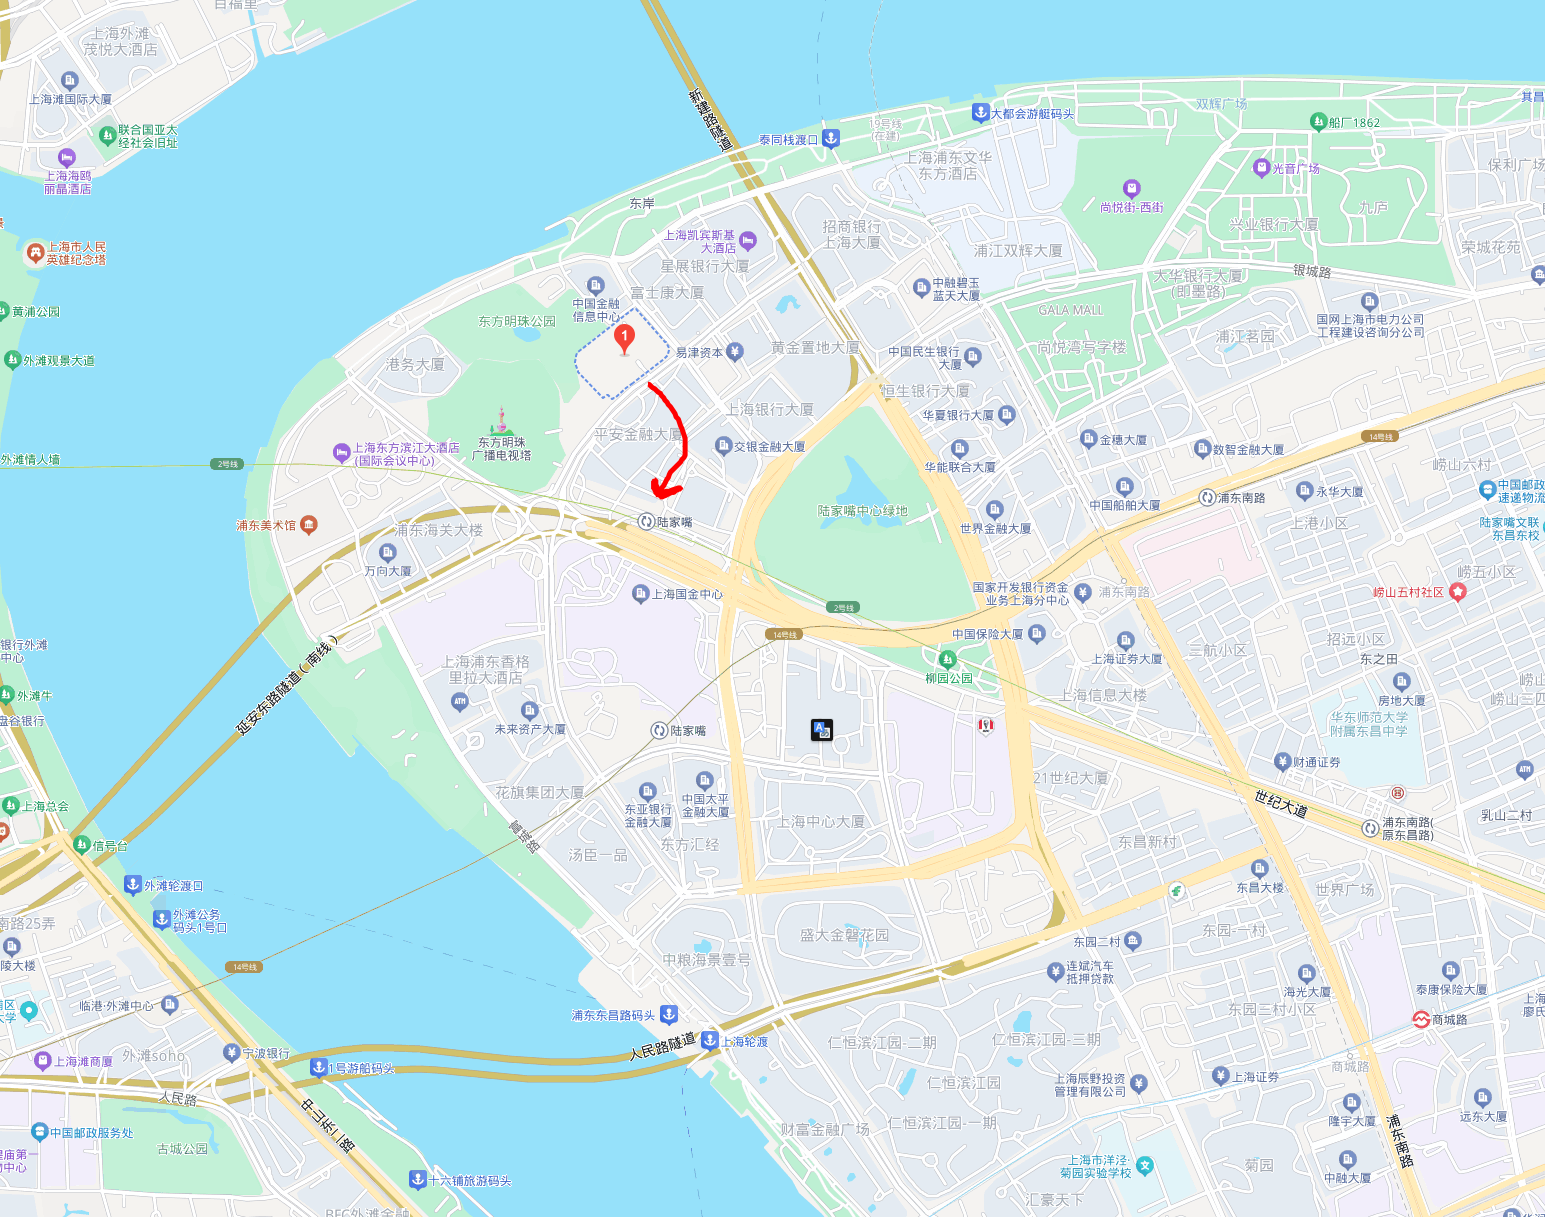 百福里
上海外滩
茂悦大酒店
上海滩国际大厦
联合国亚太
经社会旧址
上海海鸥
丽晶酒店
上海市人民
英雄纪念塔
黄浦公园
外滩观景大道
外滩情人墙
新建路隧道
泰同栈渡口
19号线
(在建)
大都会游艇码头
双辉广场
其昌
船厂1862
光音广场
保利广场
上海浦东文华
东方酒店
尚悦街-西街
九庐
兴业银行大厦
荣城花苑
东岸
上海凯宾斯基
大酒店
招商银行
上海大厦
浦江双辉大厦
星展银行大厦
富士康大厦
中国金融
信息中心
中融碧玉
蓝天大厦
大华银行大厦
(即墨路)
银城路
GALA MALL
国网上海市电力公司
工程建设咨询分公司
浦江茗园
尚悦湾写字楼
东方明珠公园
1
易津资本
黄金置地大厦
中国民生银行
大厦
港务大厦
恒生银行大厦
上海银行大厦
华夏银行大厦
平安金融大厦
交银金融大厦
东方明珠
广播电视塔
上海东方滨江大酒店
(国际会议中心)
2号线
华能联合大厦
金穗大厦
数智金融大厦
14号线
崂山六村
中国船舶大厦
浦东南路
永华大厦
中国邮政
速递物流
上港小区
陆家嘴文联
东昌东校
陆家嘴中心绿地
世界金融大厦
陆家嘴
浦东美术馆
浦东海关大楼
万向大厦
上海国金中心
2号线
14号线
国家开发银行资金
业务上海分中心
浦东南路
崂五小区
崂山五村社区
中国保险大厦
上海证券大厦
三航小区
招远小区
东之田
柳园公园
房地大厦
崂山
崂山三四
上海信息大楼
华东师范大学
附属东昌中学
延安东路隧道(南线)
上海浦东香格
里拉大酒店
ATM
未来资产大厦
陆家嘴
银行外滩
中心
外滩牛
盘谷银行
21世纪大厦
财通证券
ATM
世纪大道
浦东南路(
原东昌路)
乳山二村
花旗集团大厦
东亚银行
金融大厦
中国太平
金融大厦
上海中心大厦
东昌新村
富城路
汤臣一品
东方汇经
上海总会
信号台
外滩轮渡口
外滩公务
码头1号口
南路25弄
陵大楼
14号线
东昌大楼
世界广场
盛大金磐花园
东园一村
东园二村
中粮海景壹号
连斌汽车
抵押贷款
海光大厦
泰康保险大厦
东园三村小区
商城路
临港·外滩中心
浦东东昌路码头
人民路隧道
上海轮渡
仁恒滨江园-二期
仁恒滨江园-三期
商城路
上海滩商厦
外滩soho
宁波银行
1号游船码头
仁恒滨江园
上海辰野投资
管理有限公司
上海证券
远东大厦
人民路
中山东二路
仁恒滨江园-一期
财富金融广场
隆宇大厦
浦东南路
中国邮政服务处
古城公园
上海市洋泾·
菊园实验学校
菊园
中融大厦
十六铺旅游码头
汇豪天下
BFC外滩金融